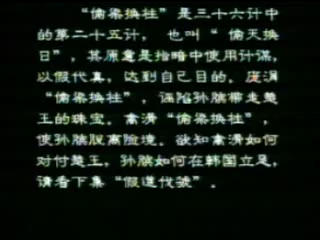 “偷梁换柱”是三十六计中
的第二十五计，也叫“偷天换
日”，其原意是指暗中使用计谋，
以假代真，达到自己目的。庞涓
“偷梁换柱”，诬陷孙膑带走楚
王的珠宝。禽滑“偷梁换柱”，
使孙膑脱离险境。欲知禽滑如何
对付楚王，孙膑如何在韩国立足，
请看下集“假道伐虢”。